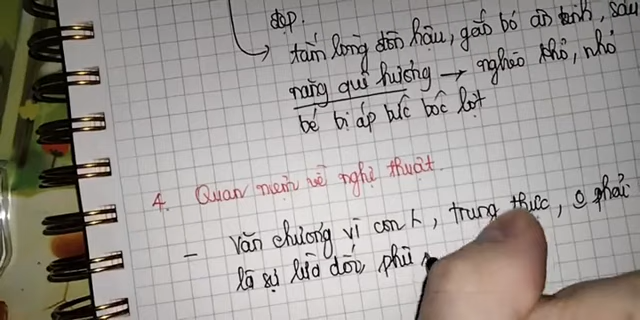 đẹp.
→ tấm lòng đôn hậu, gắn bó ân tình, sâu
nặng quê hương → nghèo khổ, nhỏ
bé bị áp bức bóc lột
4. Quan niệm về nghệ thuật.
- Văn chương vì con, trung thực, phải
là sự lừa dối, phù